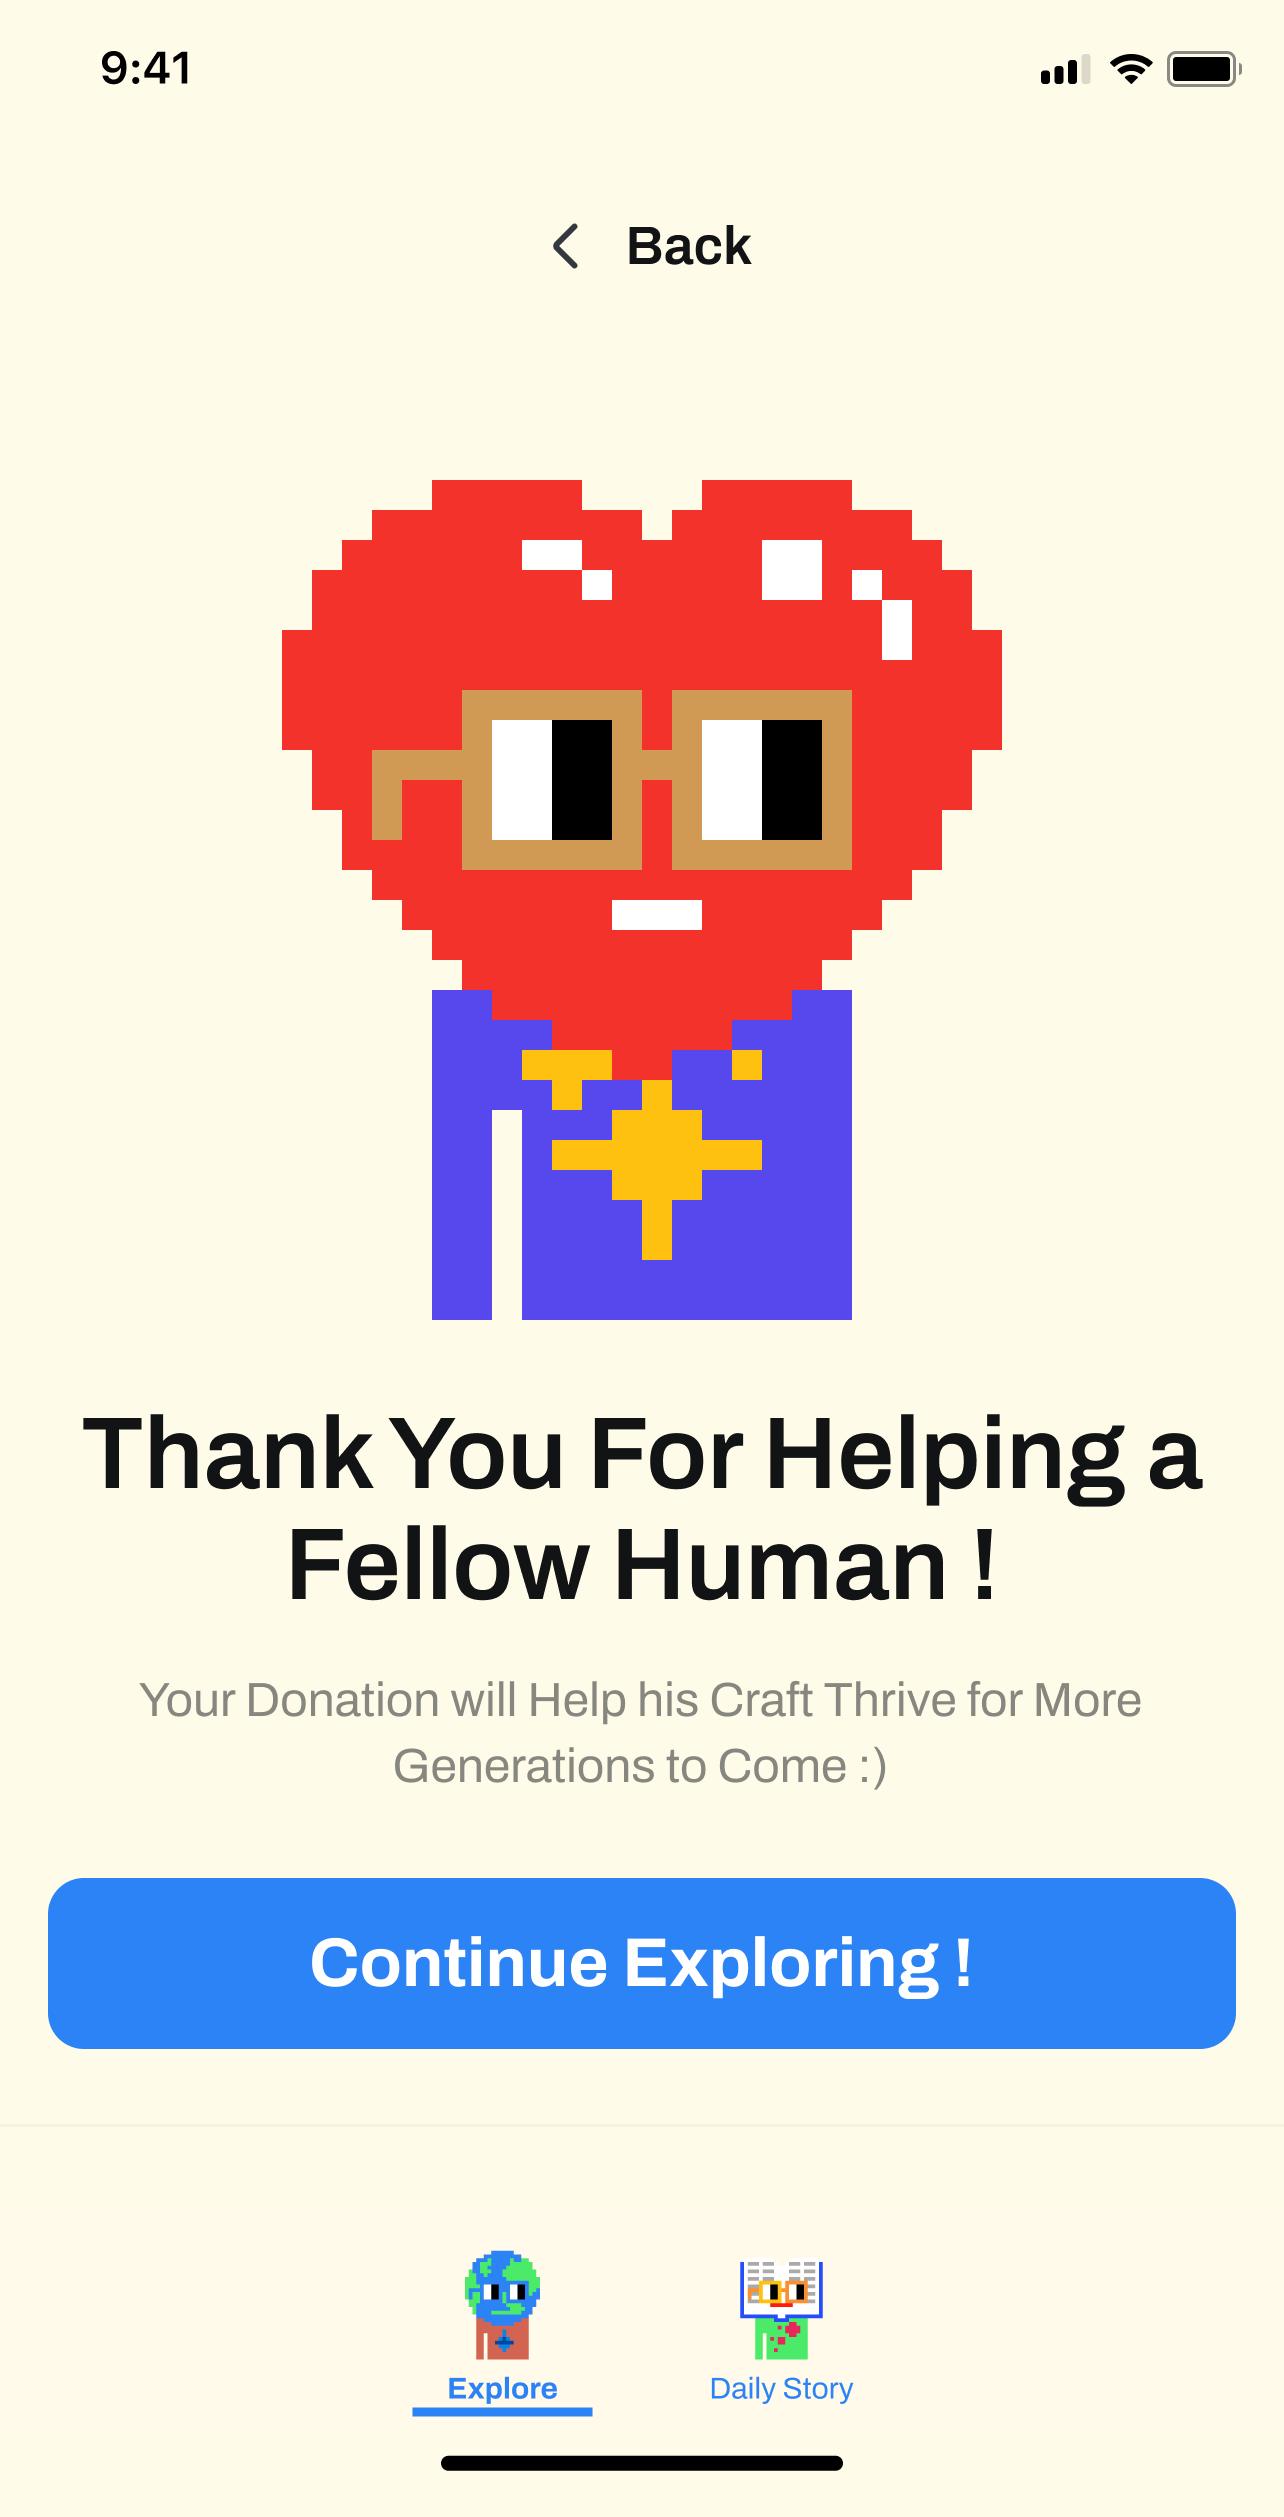 9:41
Back
Thank You For Helping a
Fellow Human !
Your Donation will Help his Craft Thrive for More
Generations to Come :)
Continue Exploring !
Explore
Daily Story